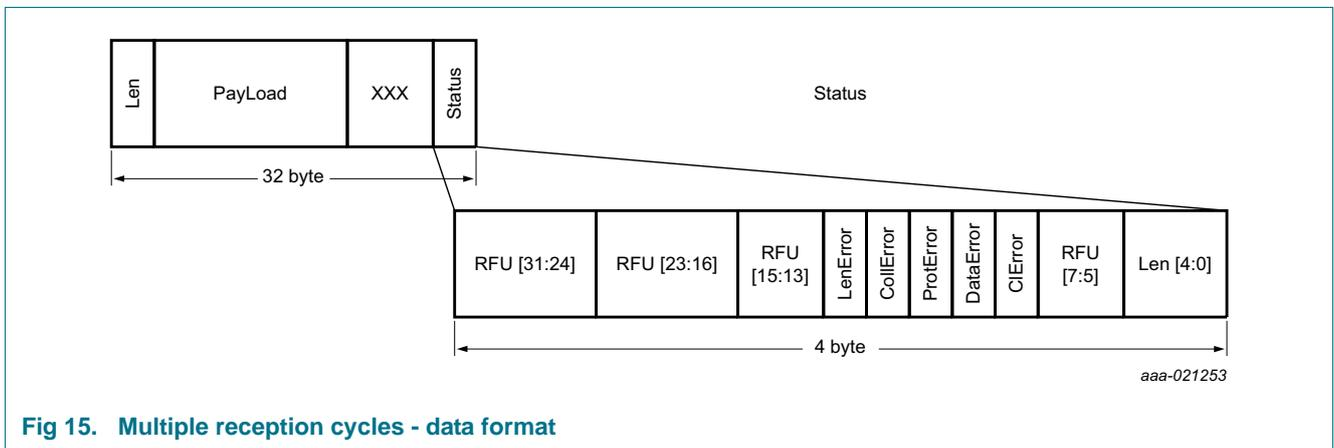 Len
PayLoad
XXX
Status
Status
32 byte
RFU [31:24]
RFU [23:16]
RFU
[15:13]
LenError
CollError
ProtError
DataError
ClError
RFU
[7:5]
Len [4:0]
4 byte
aaa-021253
Fig 15. Multiple reception cycles - data format